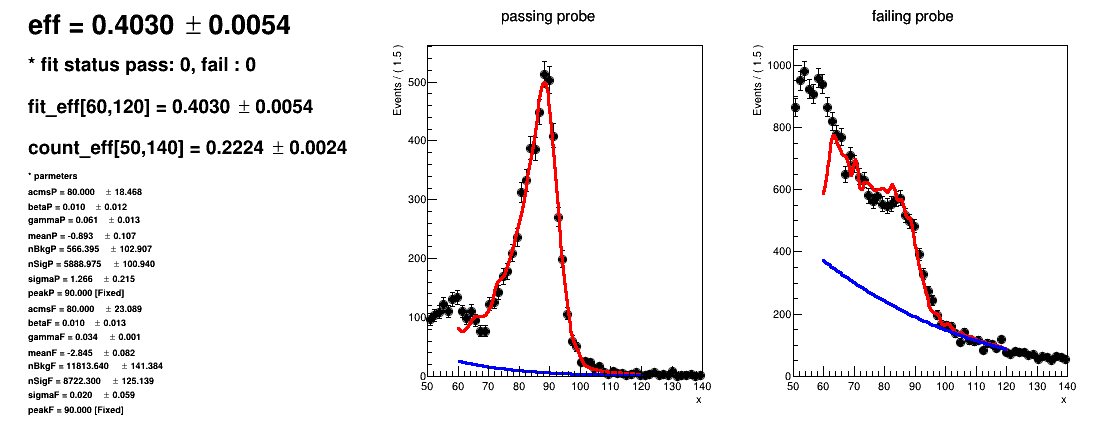 eff = 0.4030 ± 0.0054
* fit status pass: 0, fail : 0
fit_eff[60,120] = 0.4030 ± 0.0054
count_eff[50,140] = 0.2224 ± 0.0024
* parmeters
acmsP = 80.000 ± 18.468
betaP = 0.010 ± 0.012
gammaP = 0.061 ± 0.013
meanP = -0.893 ± 0.107
nBkgP = 566.395 ± 102.907
nSigP = 5888.975 ± 100.940
sigmaP = 1.266 ± 0.215
peakP = 90.000 [Fixed]
acmsF = 80.000 ± 23.089
betaF = 0.010 ± 0.013
gammaF = 0.034 ± 0.001
meanF = -2.845 ± 0.082
nBkgF = 11813.640 ± 141.384
nSigF = 8722.300 ± 125.139
sigmaF = 0.020 ± 0.059
peakF = 90.000 [Fixed]
passing probe
Events / ( 1.5 )
500
400
300
200
100
0
50 60 70 80 90 100 110 120 130 140
x
failing probe
Events / ( 1.5 )
1000
800
600
400
200
0
50 60 70 80 90 100 110 120 130 140
x